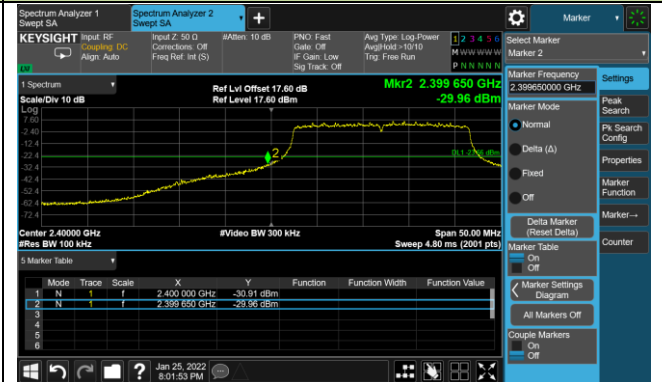 Spectrum Analyzer 1
Swept SA
Spectrum Analyzer 2
Swept SA
+
Marker
KEYSIGHT
Input: RF
Coupling: DC
Align: Auto
Input Z: 50 Ω
Corrections: Off
Freq Ref: Int (S)
#Atten: 10 dB
PNO: Fast
Gate: Off
IF Gain: Low
Sig Track: Off
Avg Type: Log-Power
Avg|Hold:>10/10
Trig: Free Run
1 2 3 4 5 6
M W W W W W
P N N N N N
Select Marker
Marker 2
1 Spectrum
Scale/Div 10 dB
Log
Ref Lvl Offset 17.60 dB
Ref Level 17.60 dBm
Mkr2 2.399 650 GHz
-29.96 dBm
7.60
-2.40
-12.4
-22.4
-32.4
-42.4
-52.4
-62.4
-72.4
2
Center 2.40000 GHz
#Res BW 100 kHz
#Video BW 300 kHz
Span 50.00 MHz
Sweep 4.80 ms (2001 pts)
5 Marker Table
Mode Trace Scale X Y Function Function Width Function Value
1 N 1 f 2.400 000 GHz -30.91 dBm
2 N 1 f 2.399 650 GHz -29.96 dBm
3
4
5
6
Jan 25, 2022
8:01:53 PM
Marker Frequency
2.399650000 GHz
Marker Mode
Normal
Delta (Δ)
Fixed
Off
Delta Marker
(Reset Delta)
Marker Table
On
Off
Marker Settings
Diagram
All Markers Off
Couple Markers
On
Off
Settings
Peak
Search
Pk Search
Config
Properties
Marker
Function
Marker→
Counter